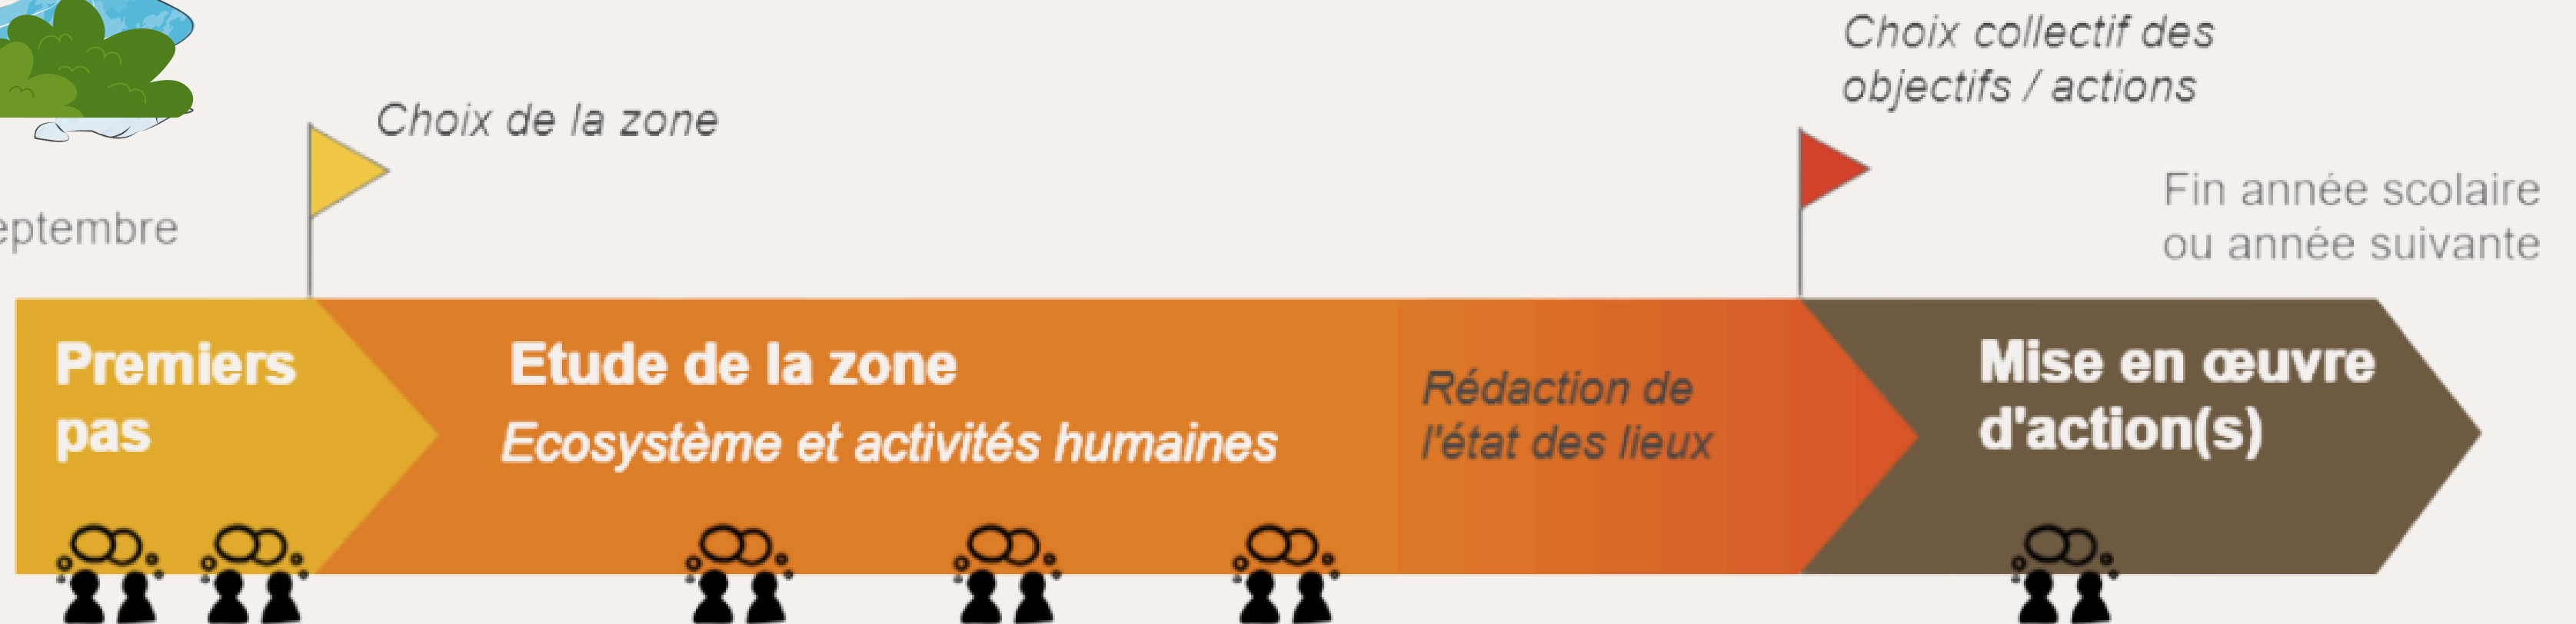 Choix collectif des
objectifs / actions
Choix de la zone
Fin année scolaire
ou année suivante
eptembre
Premiers
pas
Etude de la zone
Ecosystème et activités humaines
Rédaction de
l'état des lieux
Mise en œuvre
d'action(s)